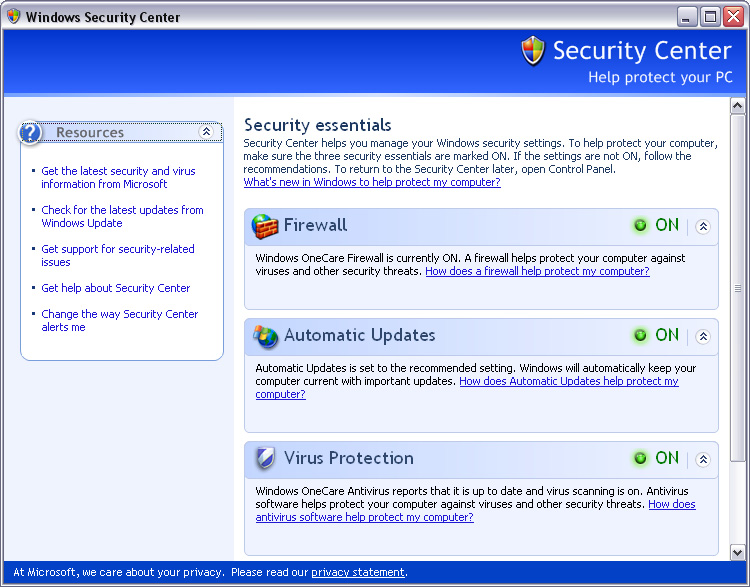 Windows Security Center
Security Center
Help protect your PC
Resources
Get the latest security and virus
information from Microsoft
Check for the latest updates from
Windows Update
Get support for security-related
issues
Get help about Security Center
Change the way Security Center
alerts me
Security essentials
Security Center helps you manage your Windows security settings. To help protect your computer,
make sure the three security essentials are marked ON. If the settings are not ON, follow the
recommendations. To return to the Security Center later, open Control Panel.
What's new in Windows to help protect my computer?
Firewall ON
Windows OneCare Firewall is currently ON. A firewall helps protect your computer against
viruses and other security threats. How does a firewall help protect my computer?
Automatic Updates ON
Automatic Updates is set to the recommended setting. Windows will automatically keep your
computer current with important updates. How does Automatic Updates help protect my
computer?
Virus Protection ON
Windows OneCare Antivirus reports that it is up to date and virus scanning is on. Antivirus
software helps protect your computer against viruses and other security threats. How does
antivirus software help protect my computer?
At Microsoft, we care about your privacy. Please read our privacy statement.